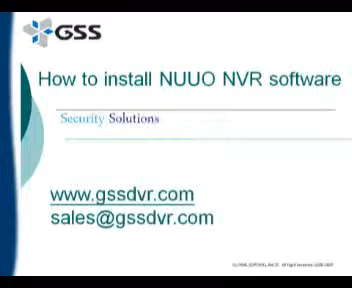 GSS
How to install NUUO NVR software
Security Solutions
www.gssdvr.com
sales@gssdvr.com